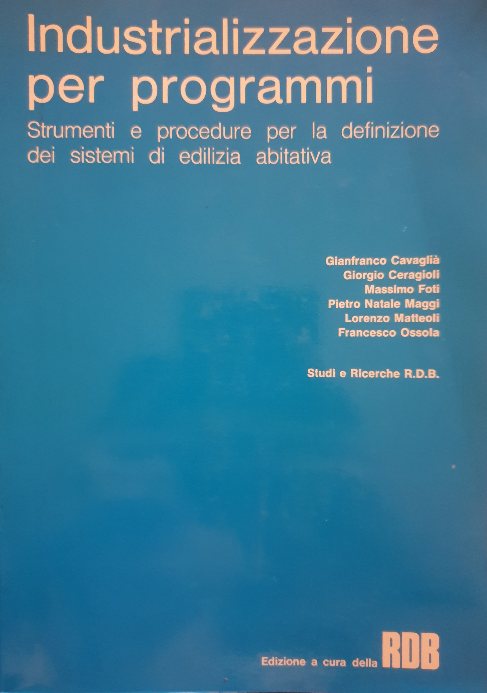 Industrializzazione
per programmi
Strumenti e procedure per la definizione
dei sistemi di edilizia abitativa
Gianfranco Cavaglià
Giorgio Ceragioli
Massimo Foti
Pietro Natale Maggi
Lorenzo Matteoli
Francesco Ossola
Studi e Ricerche R.D.B.
Edizione a cura della RDB